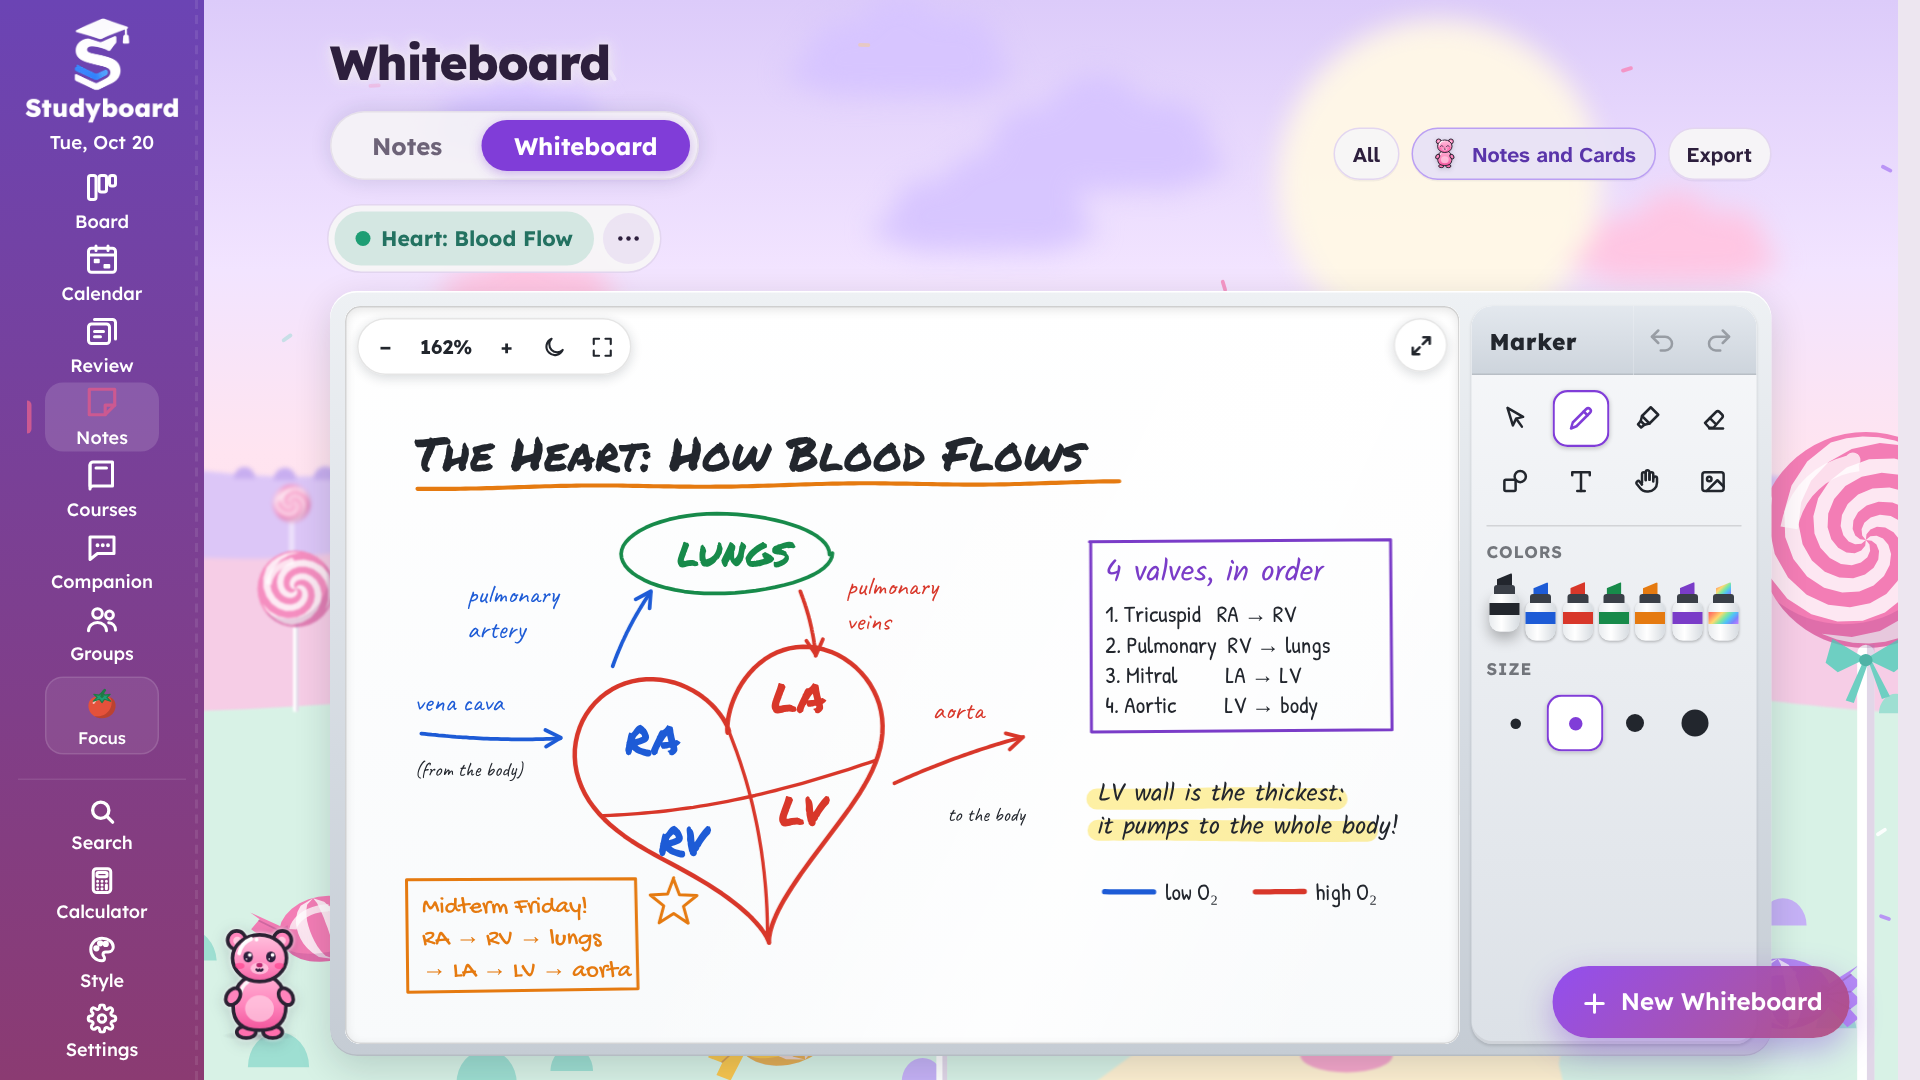 Studyboard
Tue, Oct 20
Board
Calendar
Review
Notes
Courses
Companion
Groups
Focus
Search
Calculator
Style
Settings
Whiteboard
Notes
Whiteboard
All
Notes and Cards
Export
Heart: Blood Flow
162%
The Heart: How Blood Flows
LUNGS
pulmonary
artery
pulmonary
veins
vena cava
(from the body)
RA
LA
RV
LV
aorta
to the body
4 valves, in order
1. Tricuspid RA → RV
2. Pulmonary RV → lungs
3. Mitral LA → LV
4. Aortic LV → body
LV wall is the thickest:
it pumps to the whole body!
low O₂
high O₂
Midterm Friday!
RA → RV → lungs
→ LA → LV → aorta
Marker
COLORS
SIZE
+ New Whiteboard